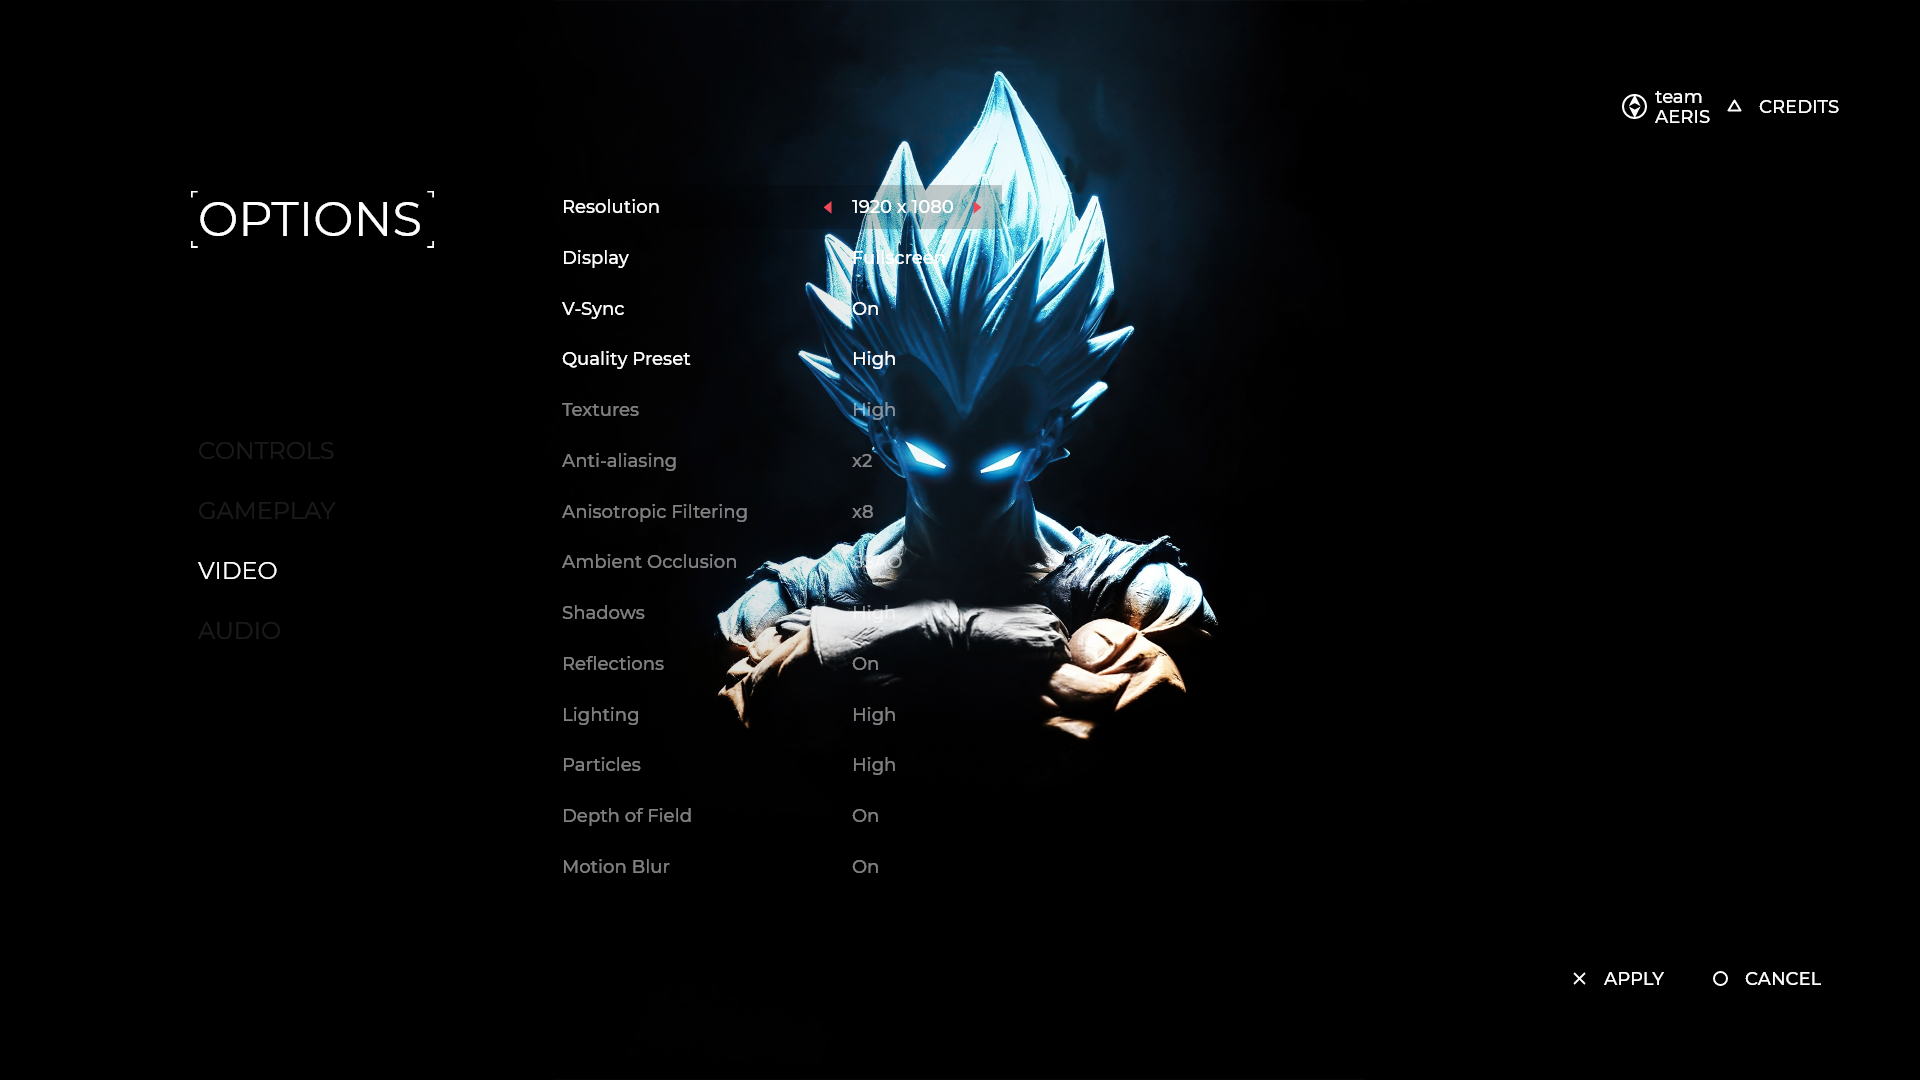 team
AERIS
CREDITS
OPTIONS
Resolution 1920 x 1080
Display Fullscreen
V-Sync On
Quality Preset High
Textures High
CONTROLS
Anti-aliasing x2
GAMEPLAY
Anisotropic Filtering x8
VIDEO
Ambient Occlusion
Shadows High
AUDIO
Reflections On
Lighting High
Particles High
Depth of Field On
Motion Blur On
APPLY
CANCEL